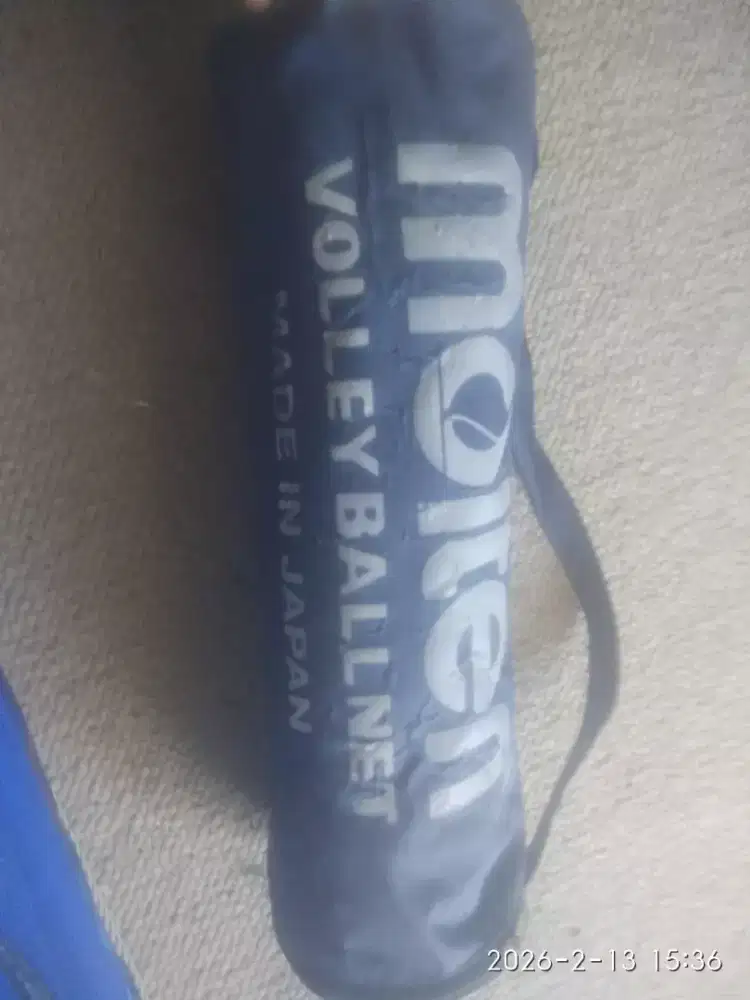 molten
VOLLEY BALL NET
MADE IN JAPAN
2026-2-13 15:36